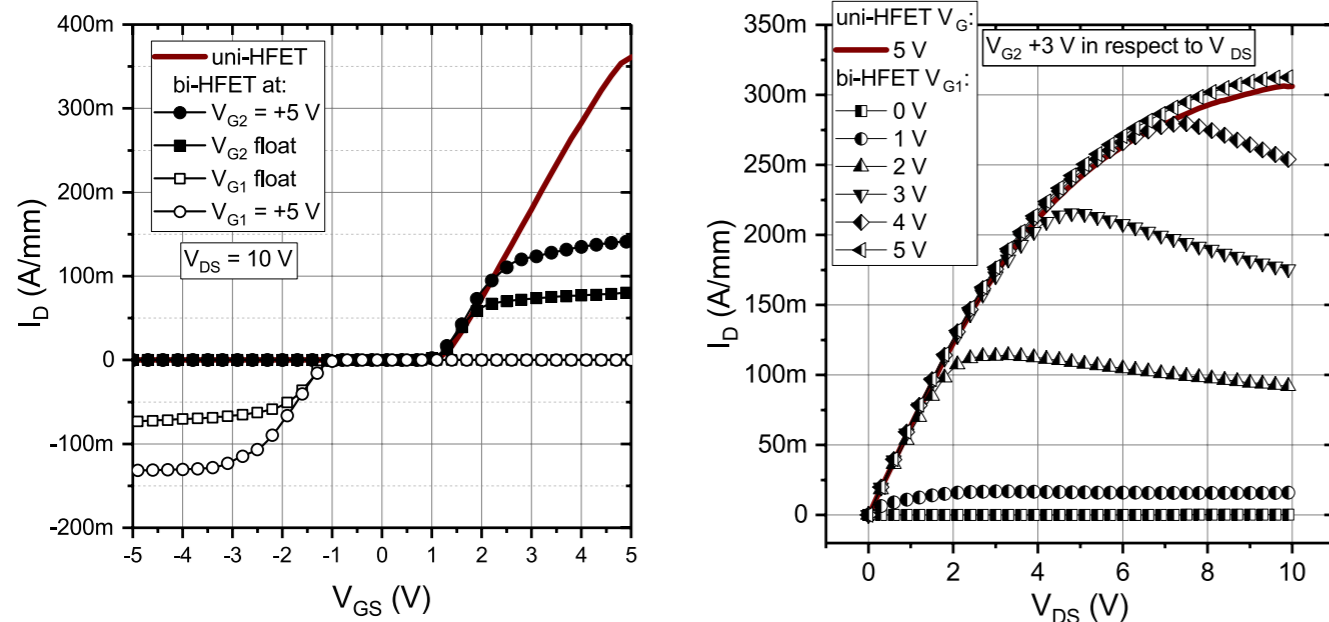 400m
300m
200m
100m
0
-100m
-200m
I_D (A/mm)
uni-HFET
bi-HFET at:
V_G2 = +5 V
V_G2 float
V_G1 float
V_G1 = +5 V
V_DS = 10 V
-5 -4 -3 -2 -1 0 1 2 3 4 5
V_GS (V)
350m
300m
250m
200m
150m
100m
50m
0
I_D (A/mm)
uni-HFET V_G:
5 V
bi-HFET V_G1:
0 V
1 V
2 V
3 V
4 V
5 V
V_G2 +3 V in respect to V_DS
0 2 4 6 8 10
V_DS (V)